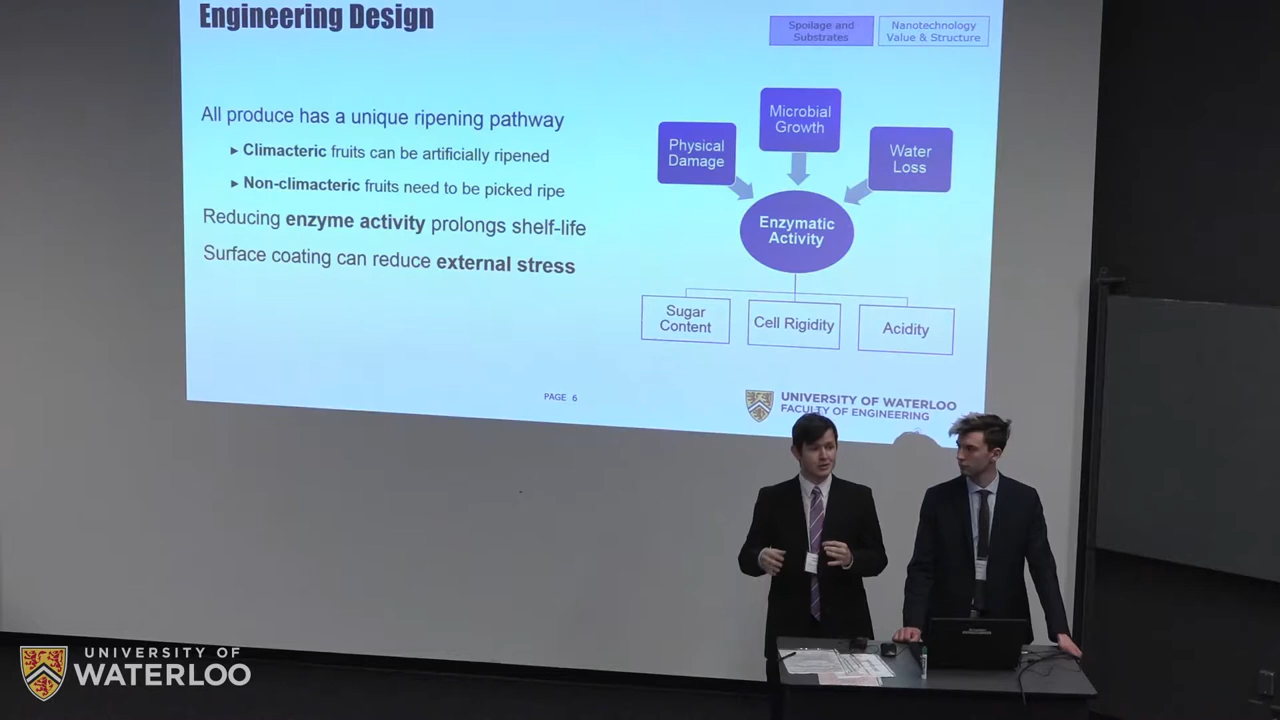 Engineering Design
Spoilage and
Substrates
Nanotechnology
Value & Structure
All produce has a unique ripening pathway
▸ Climacteric fruits can be artificially ripened
▸ Non-climacteric fruits need to be picked ripe
Reducing enzyme activity prolongs shelf-life
Surface coating can reduce external stress
Physical
Damage
Microbial
Growth
Water
Loss
Enzymatic
Activity
Sugar
Content
Cell Rigidity
Acidity
PAGE 6
UNIVERSITY OF WATERLOO
FACULTY OF ENGINEERING
UNIVERSITY OF
WATERLOO